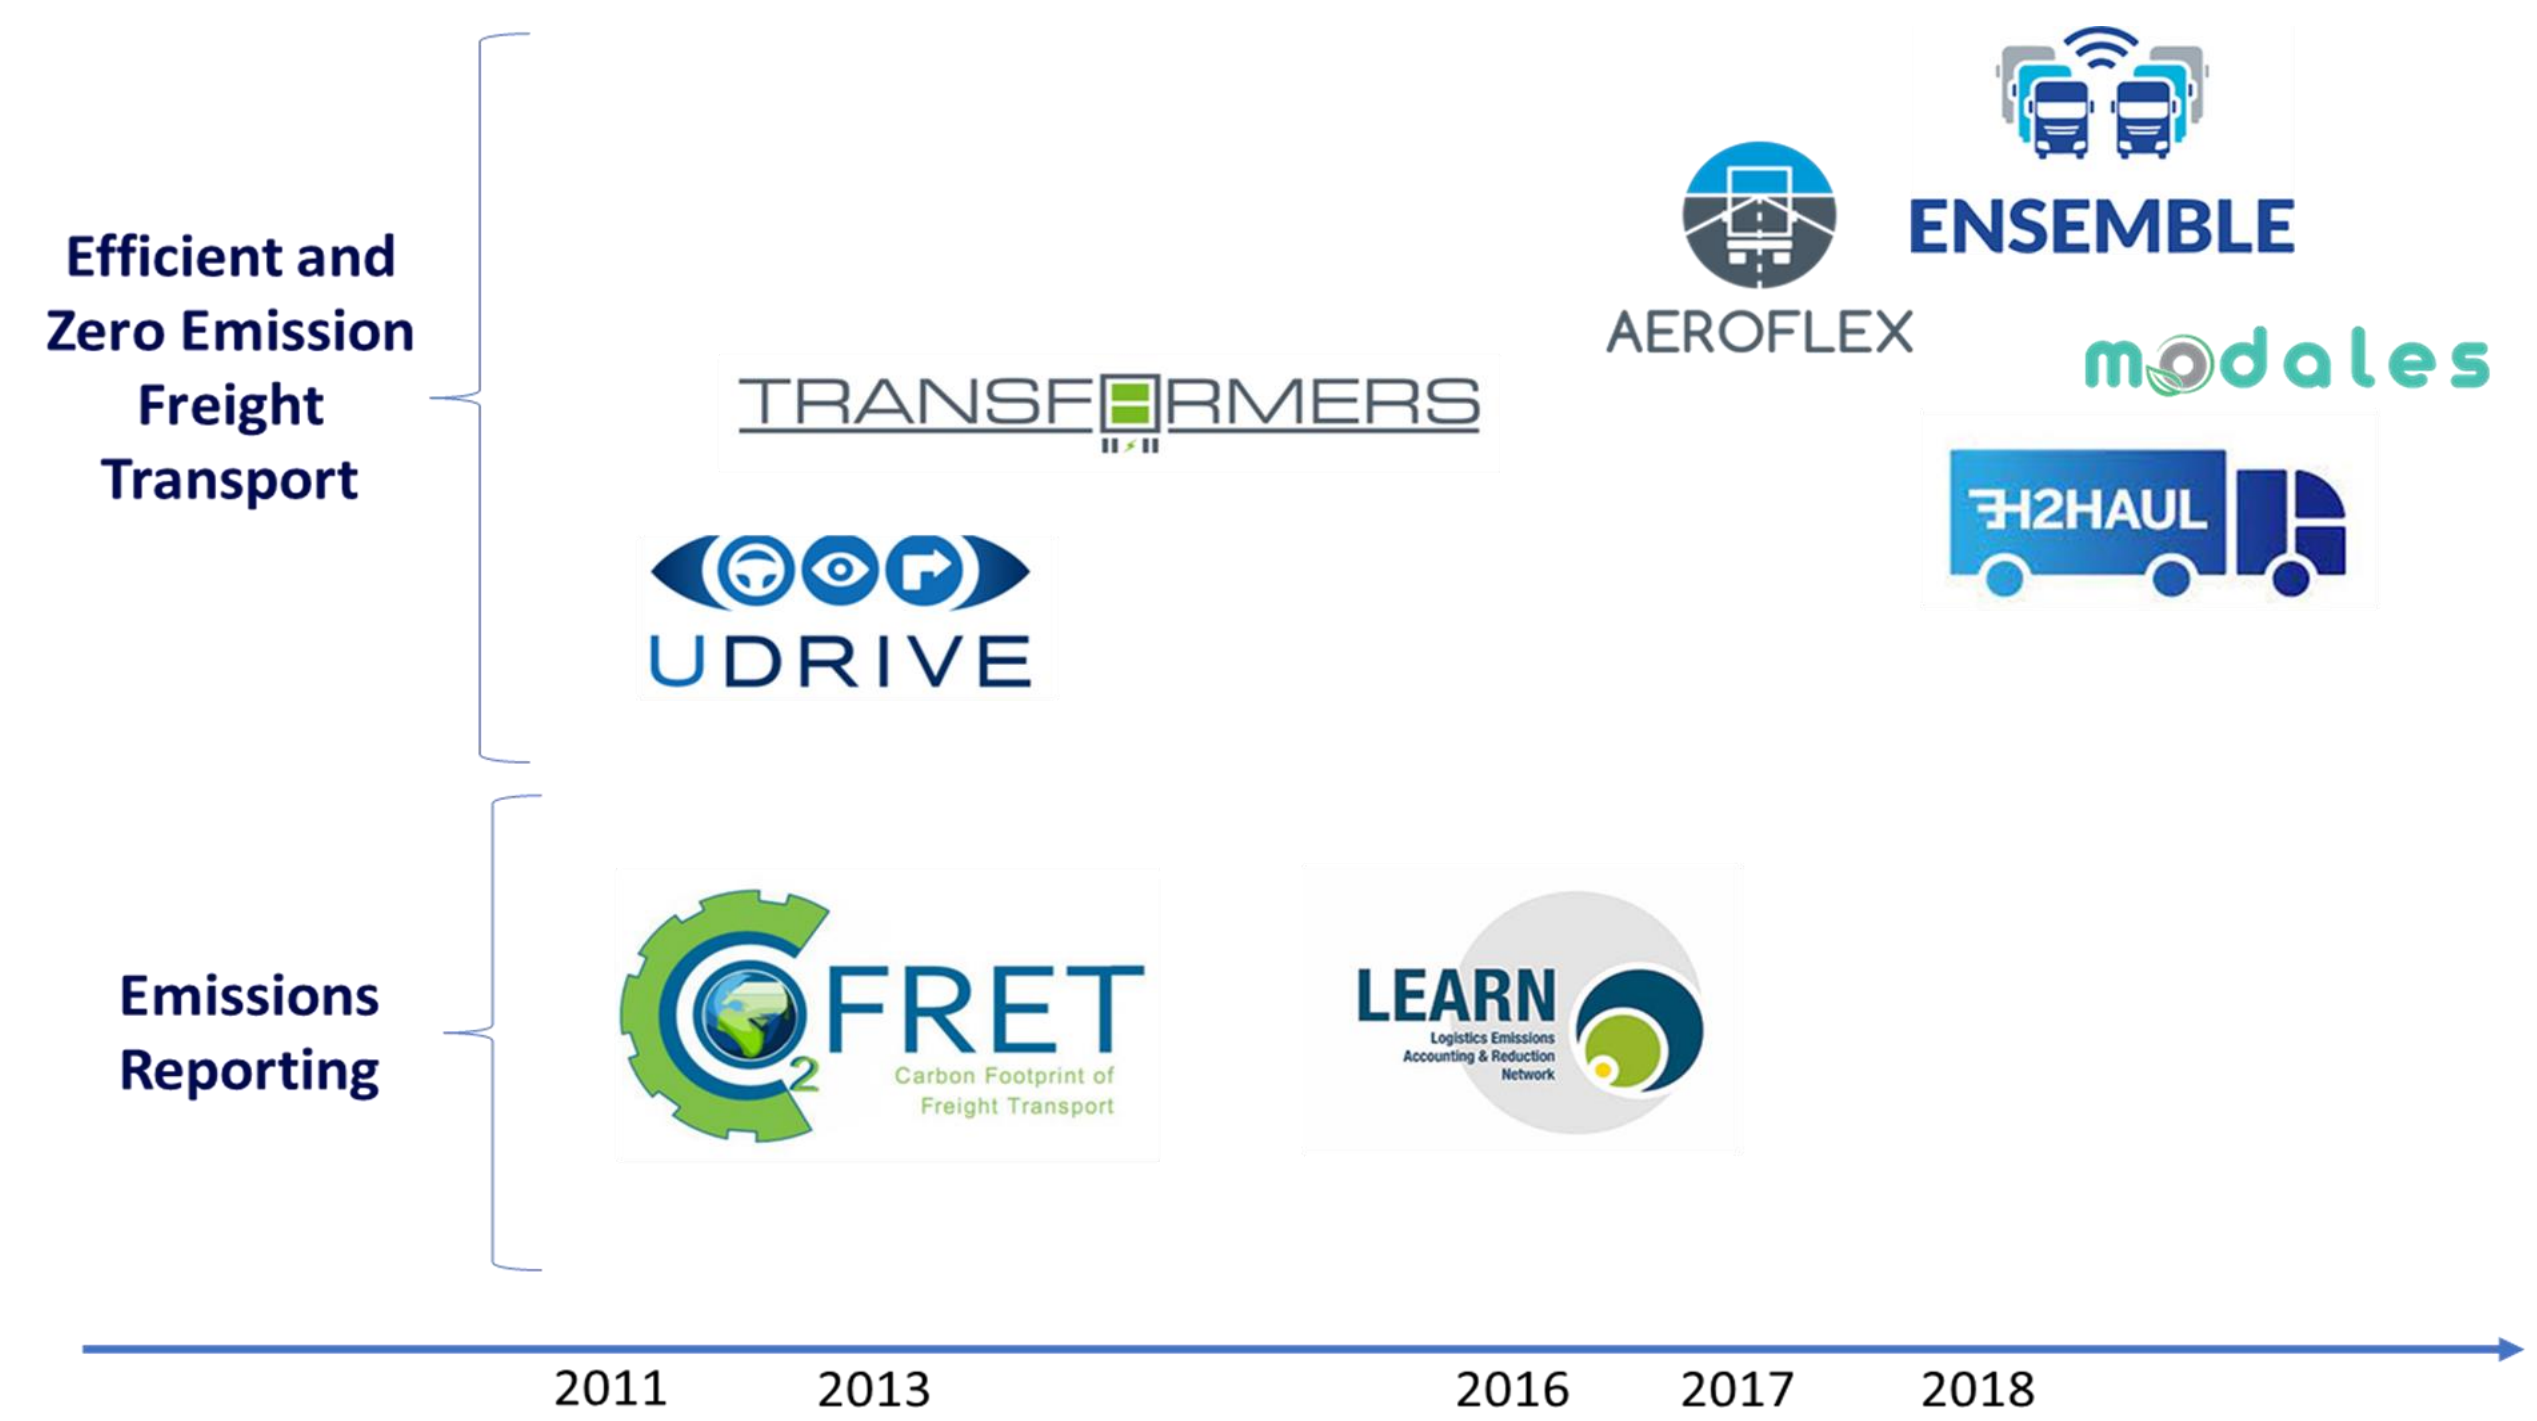 Efficient and
Zero Emission
Freight
Transport
ENSEMBLE
AEROFLEX
modales
TRANSFORMERS
H2HAUL
UDRIVE
Emissions
Reporting
CO2FRET
Carbon Footprint of
Freight Transport
LEARN
Logistics Emissions
Accounting & Reduction
Network
2011 2013 2016 2017 2018